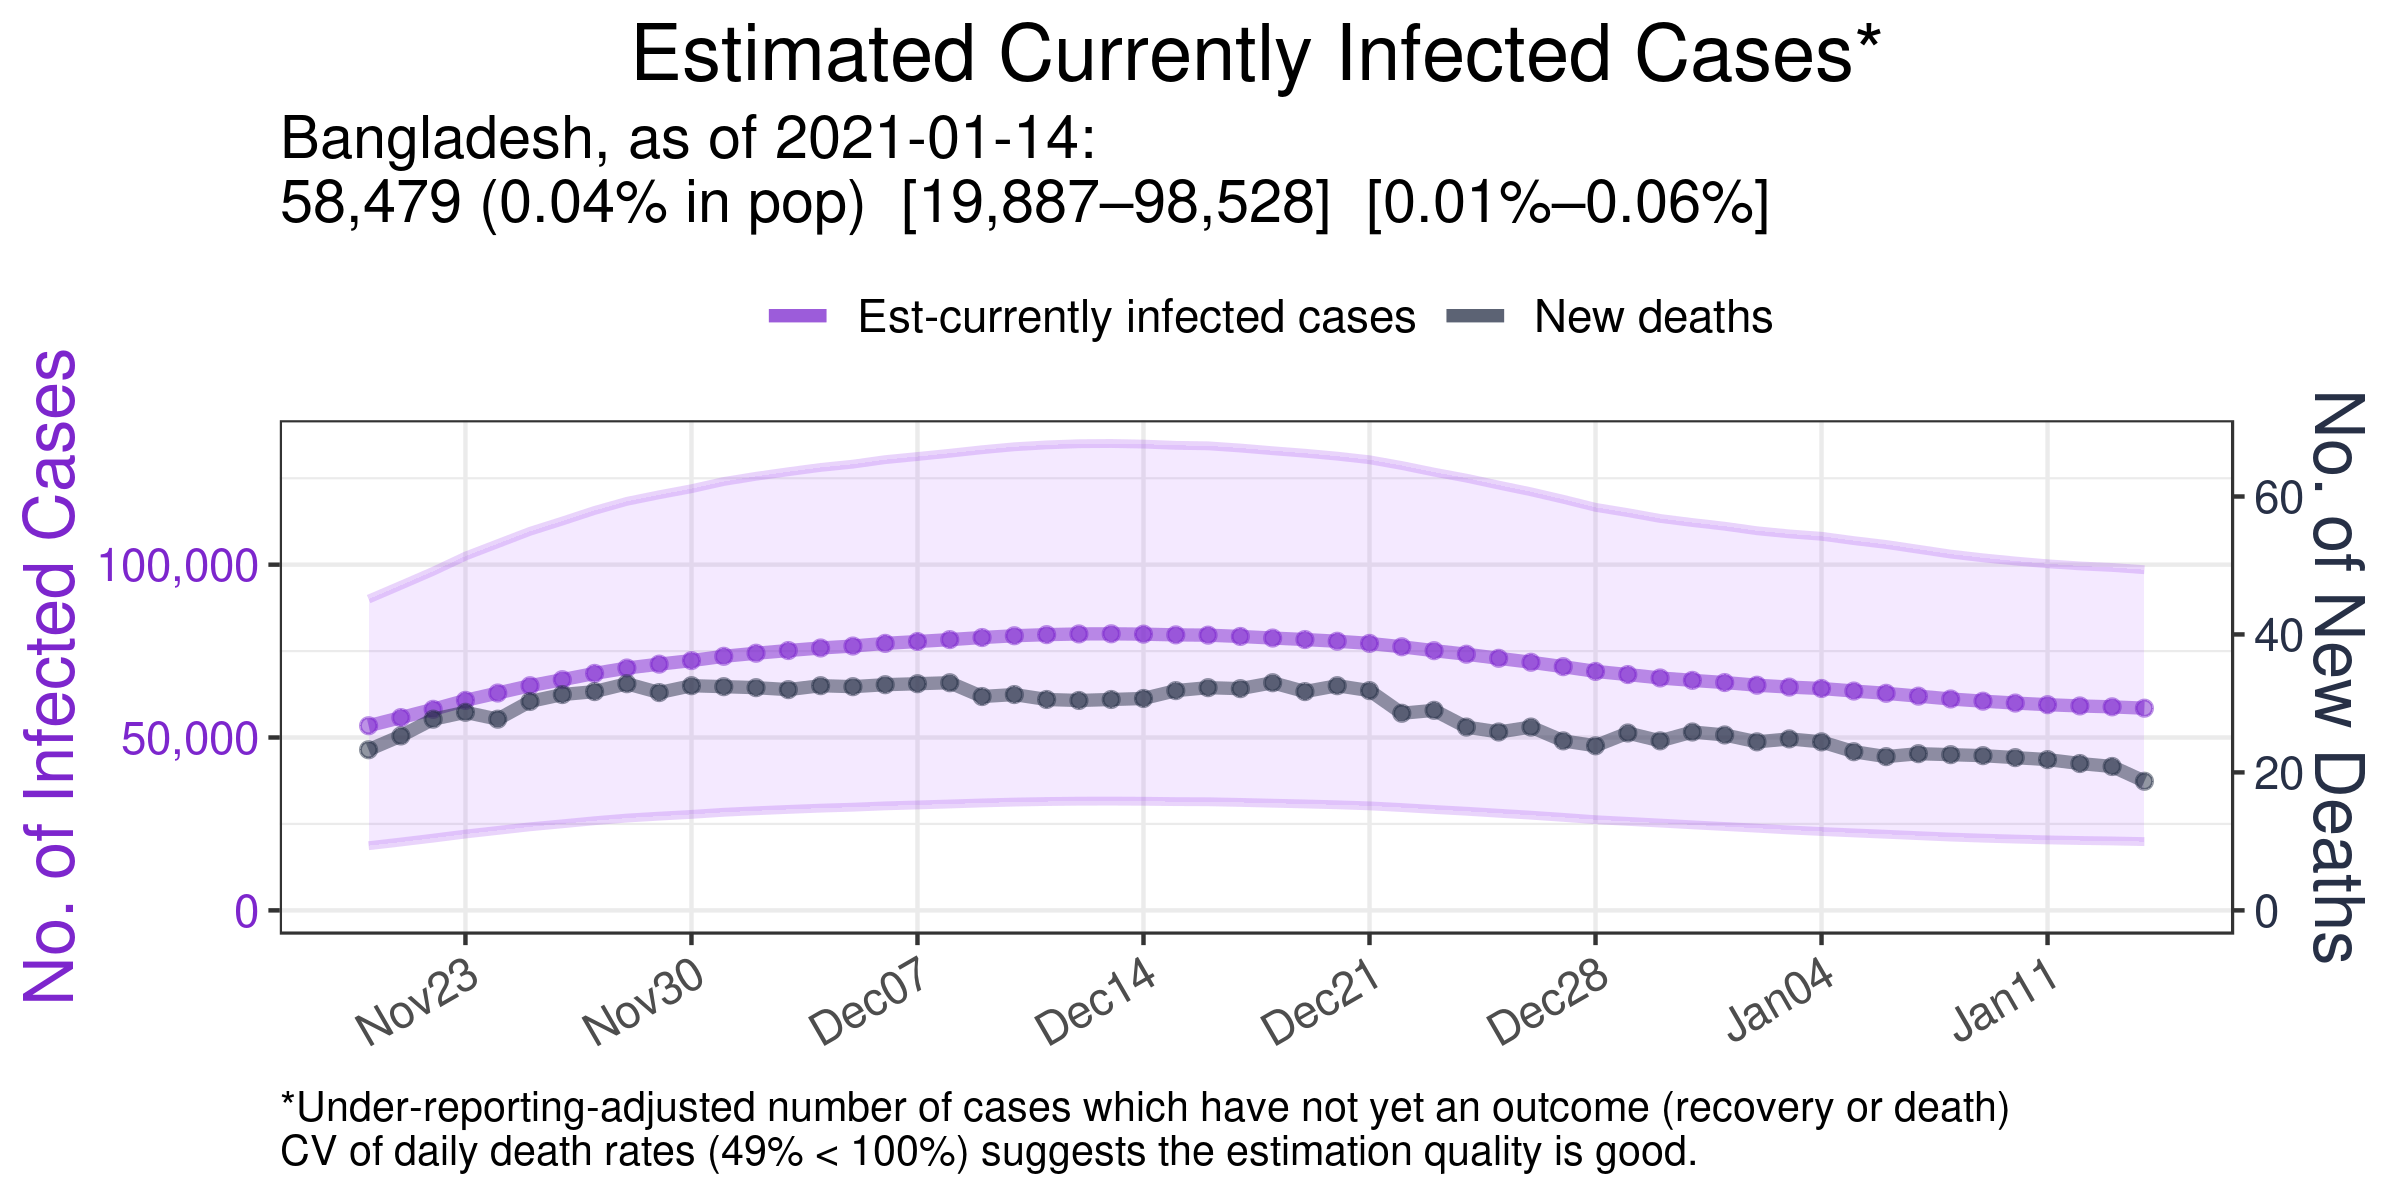 Estimated Currently Infected Cases*
Bangladesh, as of 2021-01-14:
58,479 (0.04% in pop)  [19,887–98,528]  [0.01%–0.06%]
Est-currently infected cases
New deaths
No. of Infected Cases
100,000
50,000
0
60
40
20
0
No. of New Deaths
Nov23
Nov30
Dec07
Dec14
Dec21
Dec28
Jan04
Jan11
*Under-reporting-adjusted number of cases which have not yet an outcome (recovery or death)
CV of daily death rates (49% < 100%) suggests the estimation quality is good.